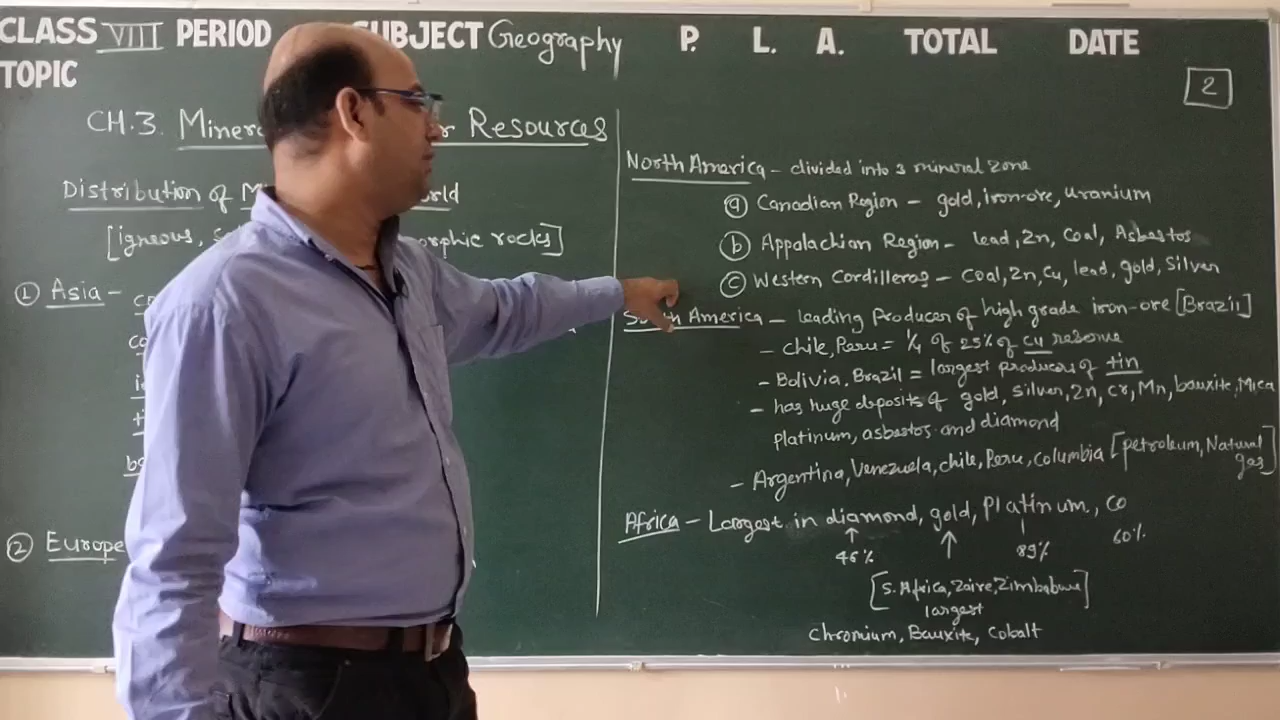 CLASS VIII PERIOD SUBJECT Geography P. L. A. TOTAL DATE
TOPIC
2
CH.3. Resources
Distribution of
[igneous, rocks]
① Asia -
② Europe
North America - divided into 3 mineral zone
ⓐ Canadian Region - gold, iron-ore, uranium
ⓑ Appalachian Region - lead, Zn, Coal, Asbestos
ⓒ Western Cordilleras - Coal, Zn, Cu, lead, gold, Silver
America - leading Producer of high grade iron-ore [Brazil]
- Chile, Peru = 1/4 of 25% of Cu reserve
- Bolivia, Brazil = largest producers of tin
- has huge deposits of gold, Silver, Zn, Cr, Mn, bauxite, Mica
platinum, asbestos and diamond
- Argentina, Venezuela, chile, Peru, Columbia [petroleum, Natural
gas]
Africa - Largest in diamond, gold, Platinum, Co
46% 89% 60%
[S. Africa, Zaire, Zimbabwe]
largest
Chromium, Bauxite, Cobalt